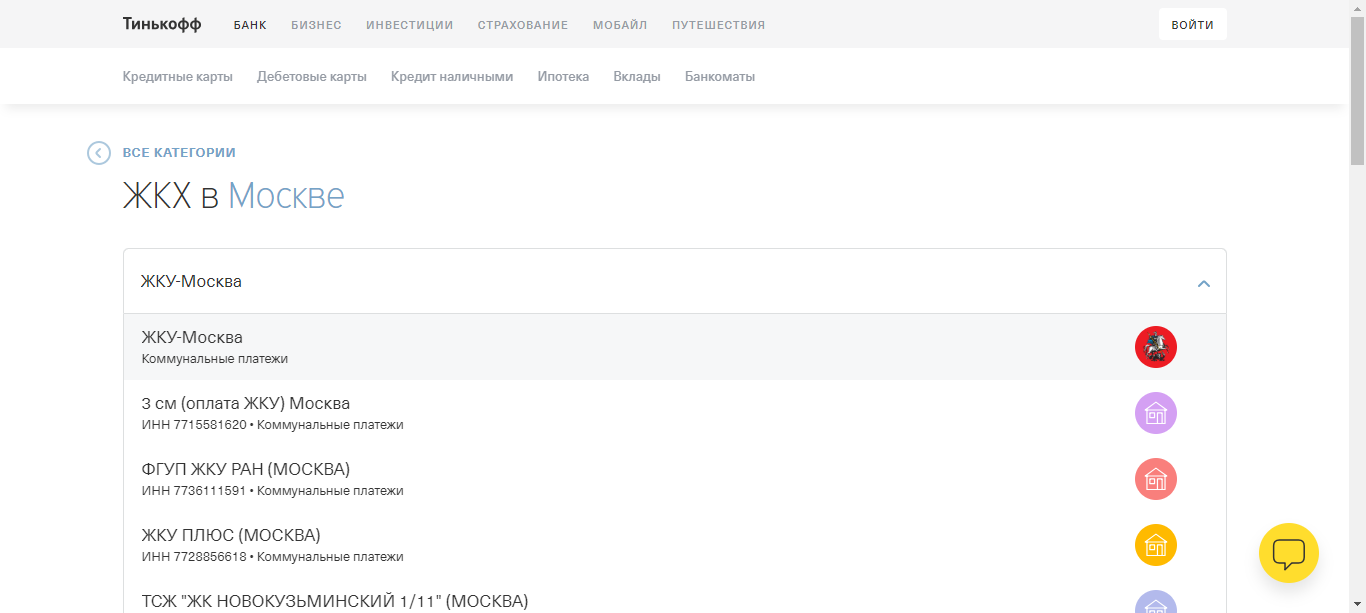 Тинькофф БАНК БИЗНЕС ИНВЕСТИЦИИ СТРАХОВАНИЕ МОБАЙЛ ПУТЕШЕСТВИЯ ВОЙТИ
Кредитные карты Дебетовые карты Кредит наличными Ипотека Вклады Банкоматы
ВСЕ КАТЕГОРИИ
ЖКХ в Москве
ЖКУ-Москва
ЖКУ-Москва
Коммунальные платежи
3 см (оплата ЖКУ) Москва
ИНН 7715581620 • Коммунальные платежи
ФГУП ЖКУ РАН (МОСКВА)
ИНН 7736111591 • Коммунальные платежи
ЖКУ ПЛЮС (МОСКВА)
ИНН 7728856618 • Коммунальные платежи
ТСЖ "ЖК НОВОКУЗЬМИНСКИЙ 1/11" (МОСКВА)